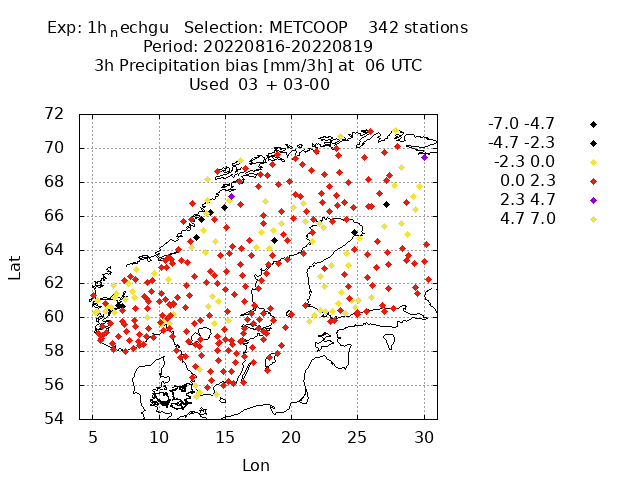 Exp: 1h n echgu Selection: METCOOP 342 stations
Period: 20220816-20220819
3h Precipitation bias [mm/3h] at 06 UTC
Used 03 + 03-00
72
70
68
66
64
62
60
58
56
54
Lat
5 10 15 20 25 30
Lon
-7.0 -4.7
-4.7 -2.3
-2.3 0.0
0.0 2.3
2.3 4.7
4.7 7.0